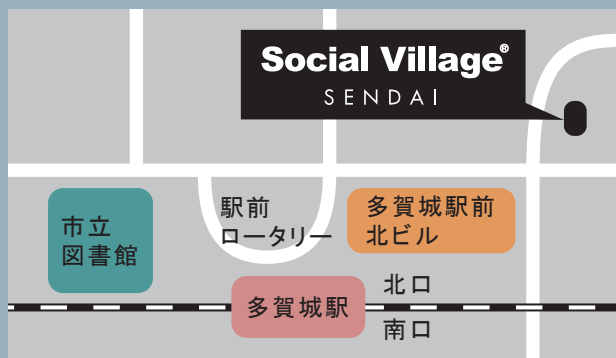 Social Village®
SENDAI
市立
図書館
駅前
ロータリー
多賀城駅前
北ビル
多賀城駅
北口
南口